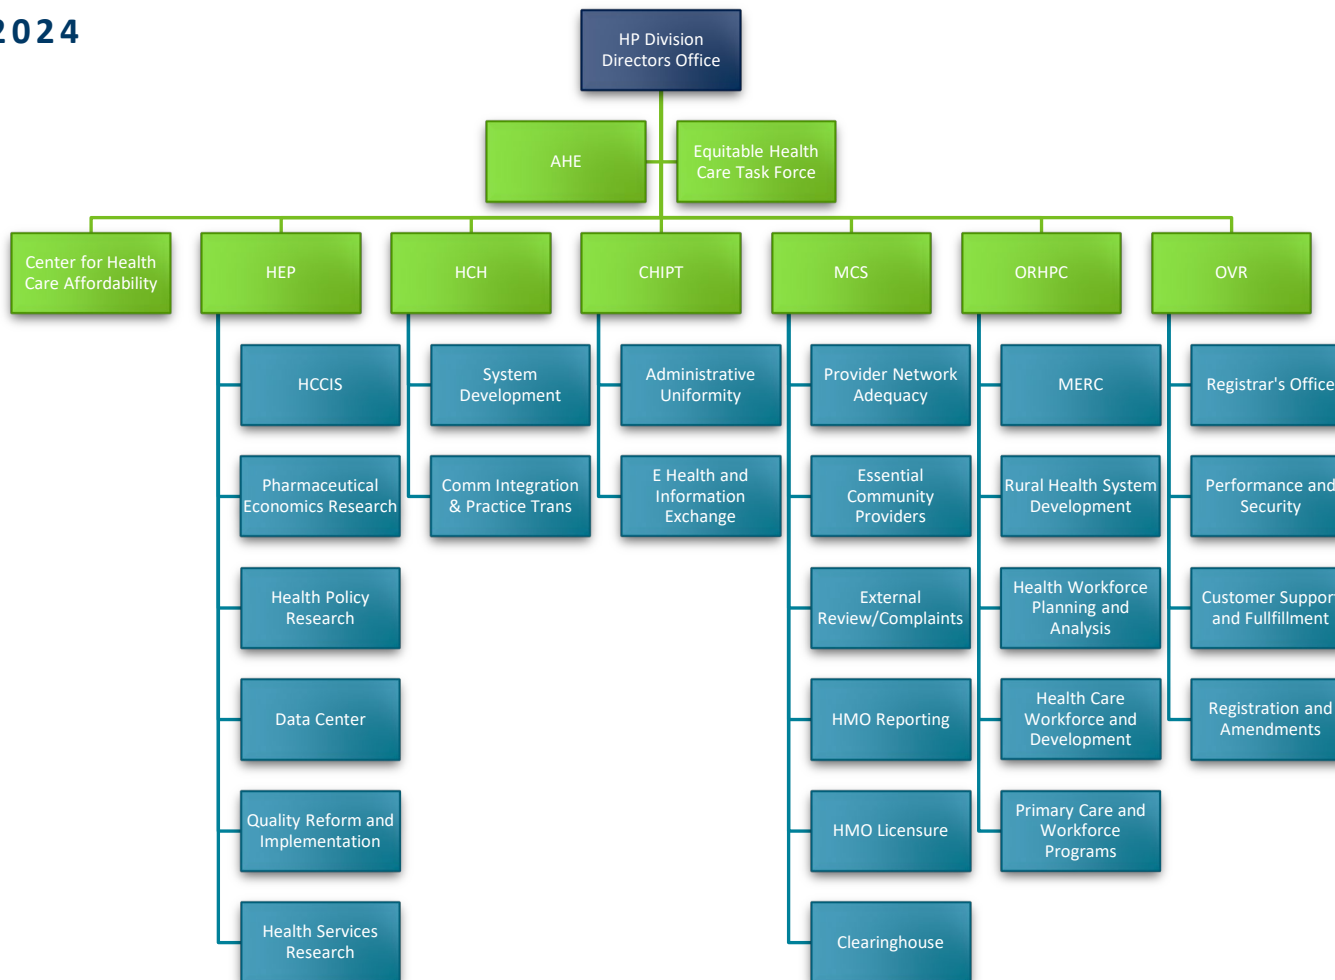 2024
HP Division
Directors Office
AHE
Equitable Health
Care Task Force
Center for Health
Care Affordability
HEP
HCH
CHIPT
MCS
ORHPC
OVR
HCCIS
Pharmaceutical
Economics Research
Health Policy
Research
Data Center
Quality Reform and
Implementation
Health Services
Research
System
Development
Comm Integration
& Practice Trans
Administrative
Uniformity
E Health and
Information
Exchange
Provider Network
Adequacy
Essential
Community
Providers
External
Review/Complaints
HMO Reporting
HMO Licensure
Clearinghouse
MERC
Rural Health System
Development
Health Workforce
Planning and
Analysis
Health Care
Workforce and
Development
Primary Care and
Workforce
Programs
Registrar's Office
Performance and
Security
Customer Support
and Fullfillment
Registration and
Amendments